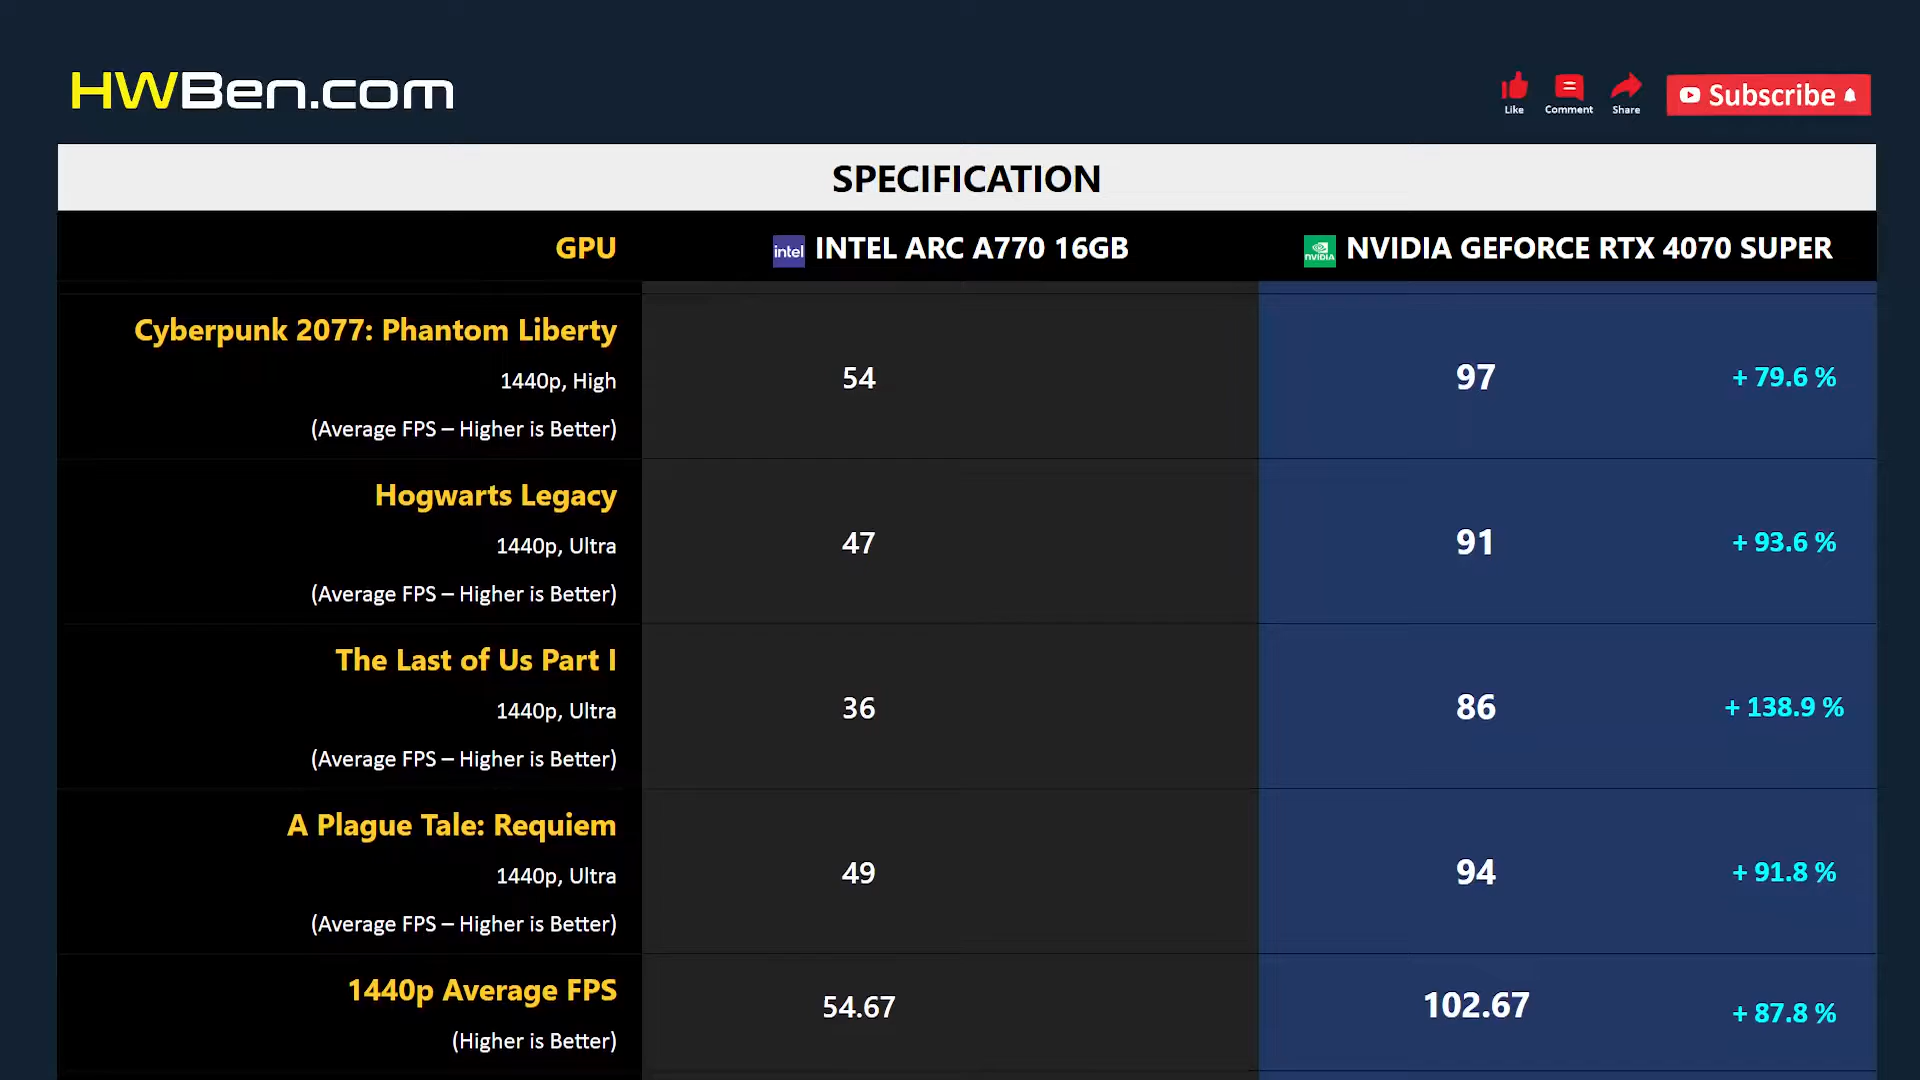 HWBen.com
Like
Comment
Share
Subscribe
SPECIFICATION
GPU
intel
INTEL ARC A770 16GB
NVIDIA
NVIDIA GEFORCE RTX 4070 SUPER
Cyberpunk 2077: Phantom Liberty
1440p, High
(Average FPS – Higher is Better)
54
97
+ 79.6 %
Hogwarts Legacy
1440p, Ultra
(Average FPS – Higher is Better)
47
91
+ 93.6 %
The Last of Us Part I
1440p, Ultra
(Average FPS – Higher is Better)
36
86
+ 138.9 %
A Plague Tale: Requiem
1440p, Ultra
(Average FPS – Higher is Better)
49
94
+ 91.8 %
1440p Average FPS
(Higher is Better)
54.67
102.67
+ 87.8 %